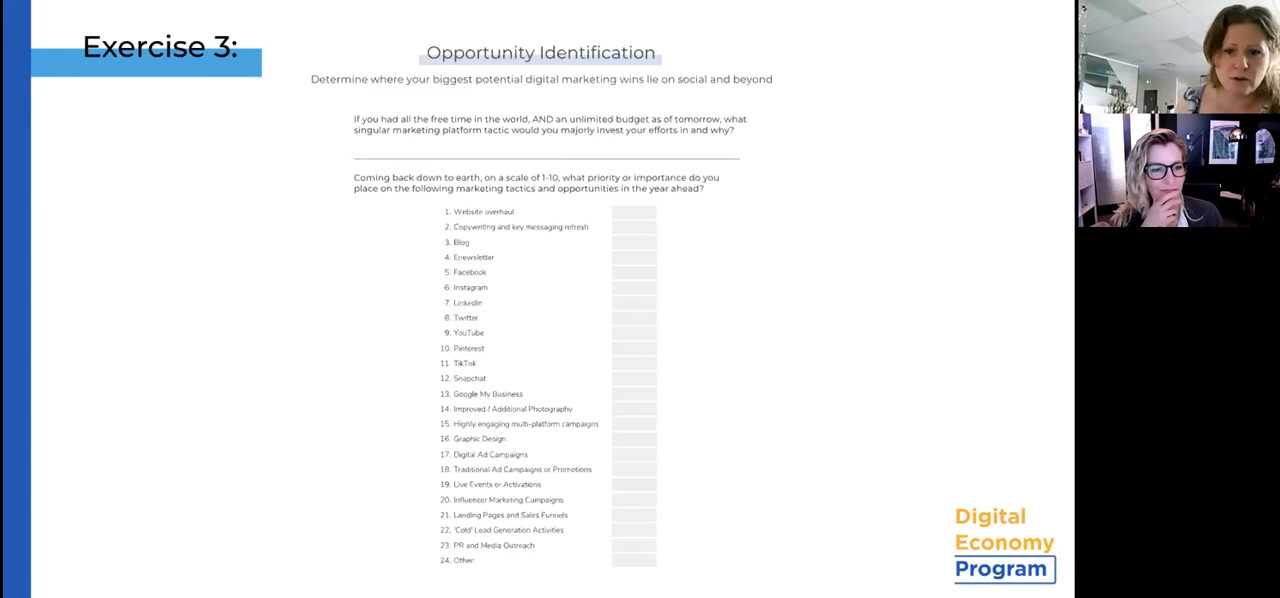 Exercise 3:
Opportunity Identification
Determine where your biggest potential digital marketing wins lie on social and beyond
If you had all the free time in the world, AND an unlimited budget as of tomorrow, what
singular marketing platform tactic would you majorly invest your efforts in and why?
Coming back down to earth, on a scale of 1-10, what priority or importance do you
place on the following marketing tactics and opportunities in the year ahead?
1. Website overhaul
2. Copywriting and key messaging refresh
3. Blog
4. Enewsletter
5. Facebook
6. Instagram
7. LinkedIn
8. Twitter
9. YouTube
10. Pinterest
11. TikTok
12. Snapchat
13. Google My Business
14. Improved / Additional Photography
15. Highly engaging multi-platform campaigns
16. Graphic Design
17. Digital Ad Campaigns
18. Traditional Ad Campaigns or Promotions
19. Live Events or Activations
20. Influencer Marketing Campaigns
21. Landing Pages and Sales Funnels
22. 'Cold' Lead Generation Activities
23. PR and Media Outreach
24. Other:
Digital
Economy
Program